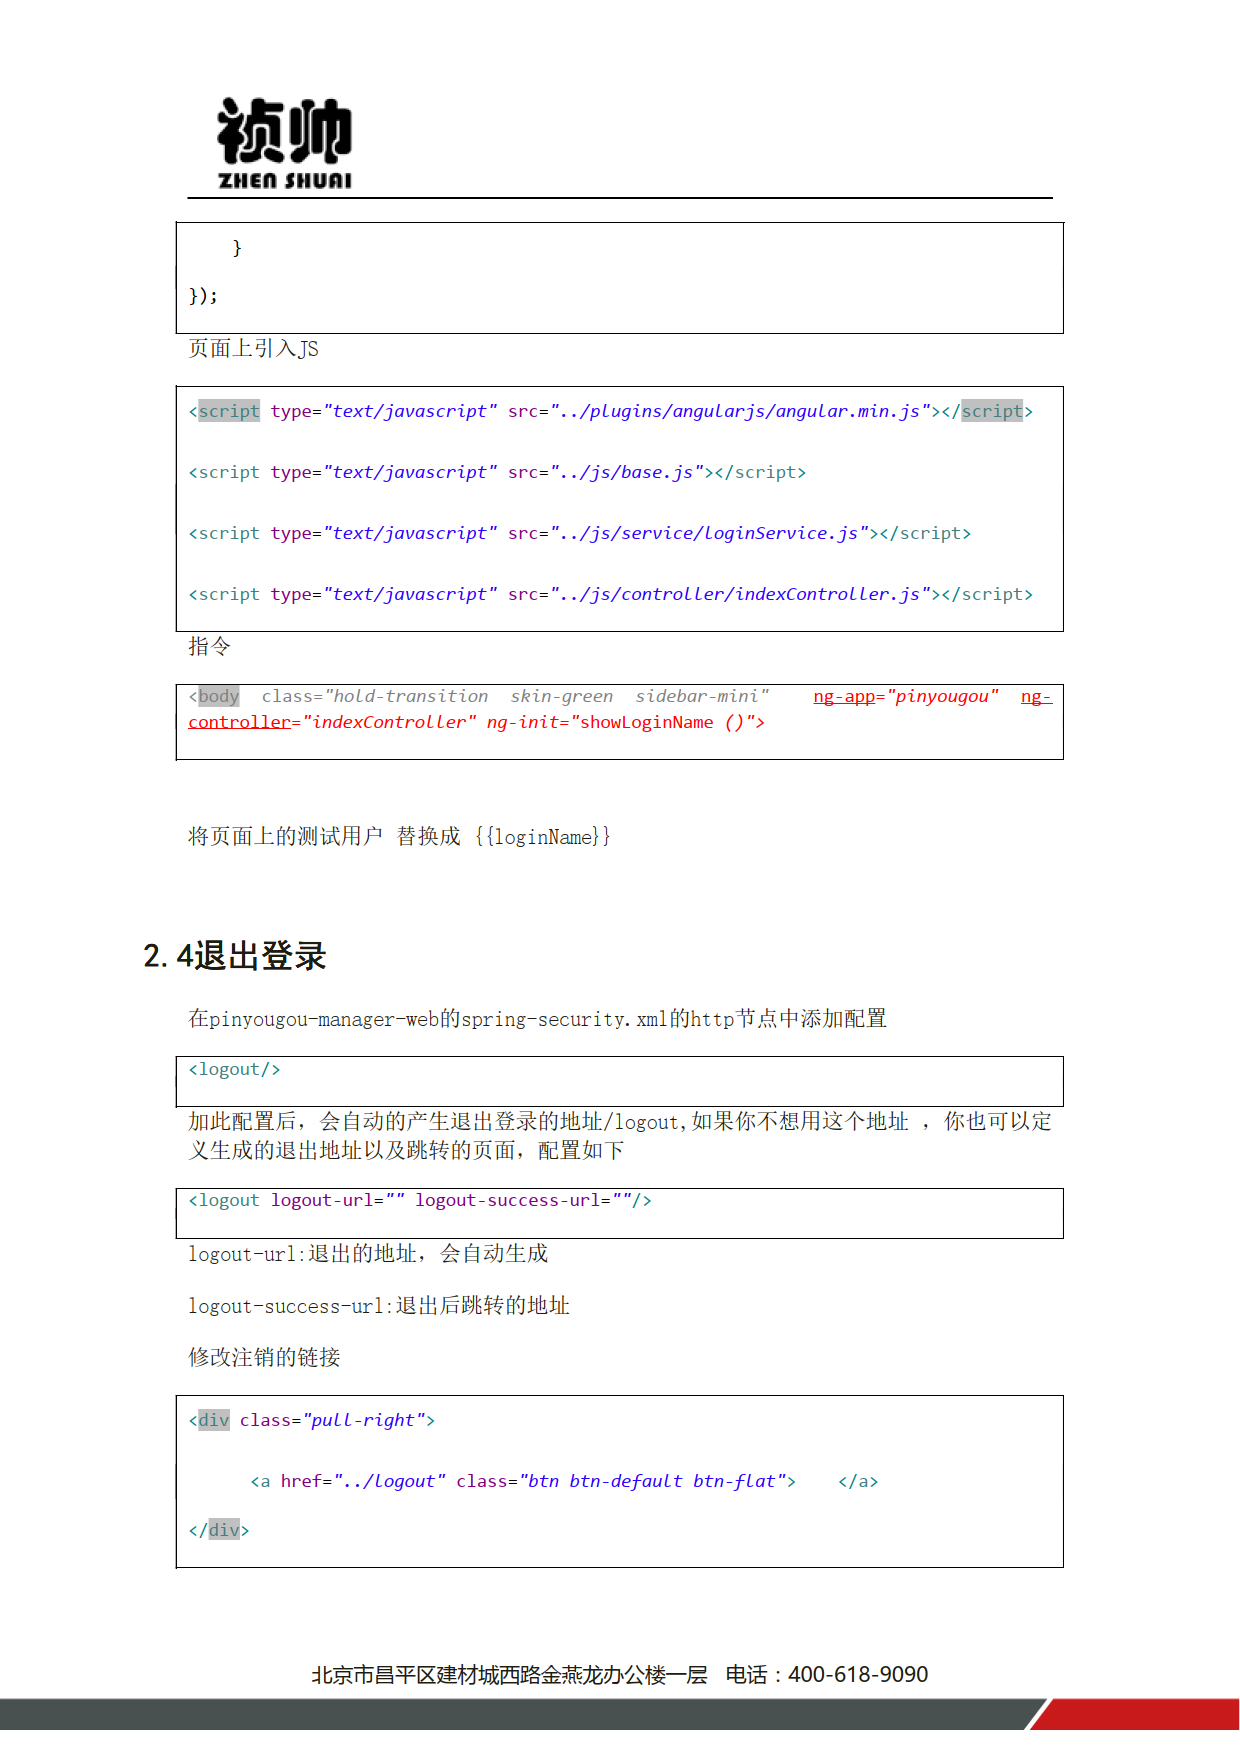 祯帅
ZHEN SHUAI
}
});
页面上引入JS
<script type="text/javascript" src="../plugins/angularjs/angular.min.js"></script>
<script type="text/javascript" src="../js/base.js"></script>
<script type="text/javascript" src="../js/service/loginService.js"></script>
<script type="text/javascript" src="../js/controller/indexController.js"></script>
指令
<body class="hold-transition skin-green sidebar-mini" ng-app="pinyougou" ng-
controller="indexController" ng-init="showLoginName ()">
将页面上的测试用户 替换成 {{loginName}}
2.4退出登录
在pinyougou-manager-web的spring-security.xml的http节点中添加配置
<logout/>
加此配置后，会自动的产生退出登录的地址/logout,如果你不想用这个地址 ，你也可以定
义生成的退出地址以及跳转的页面，配置如下
<logout logout-url="" logout-success-url=""/>
logout-url:退出的地址，会自动生成
logout-success-url:退出后跳转的地址
修改注销的链接
<div class="pull-right">
<a href="../logout" class="btn btn-default btn-flat"> </a>
</div>
北京市昌平区建材城西路金燕龙办公楼一层 电话：400-618-9090